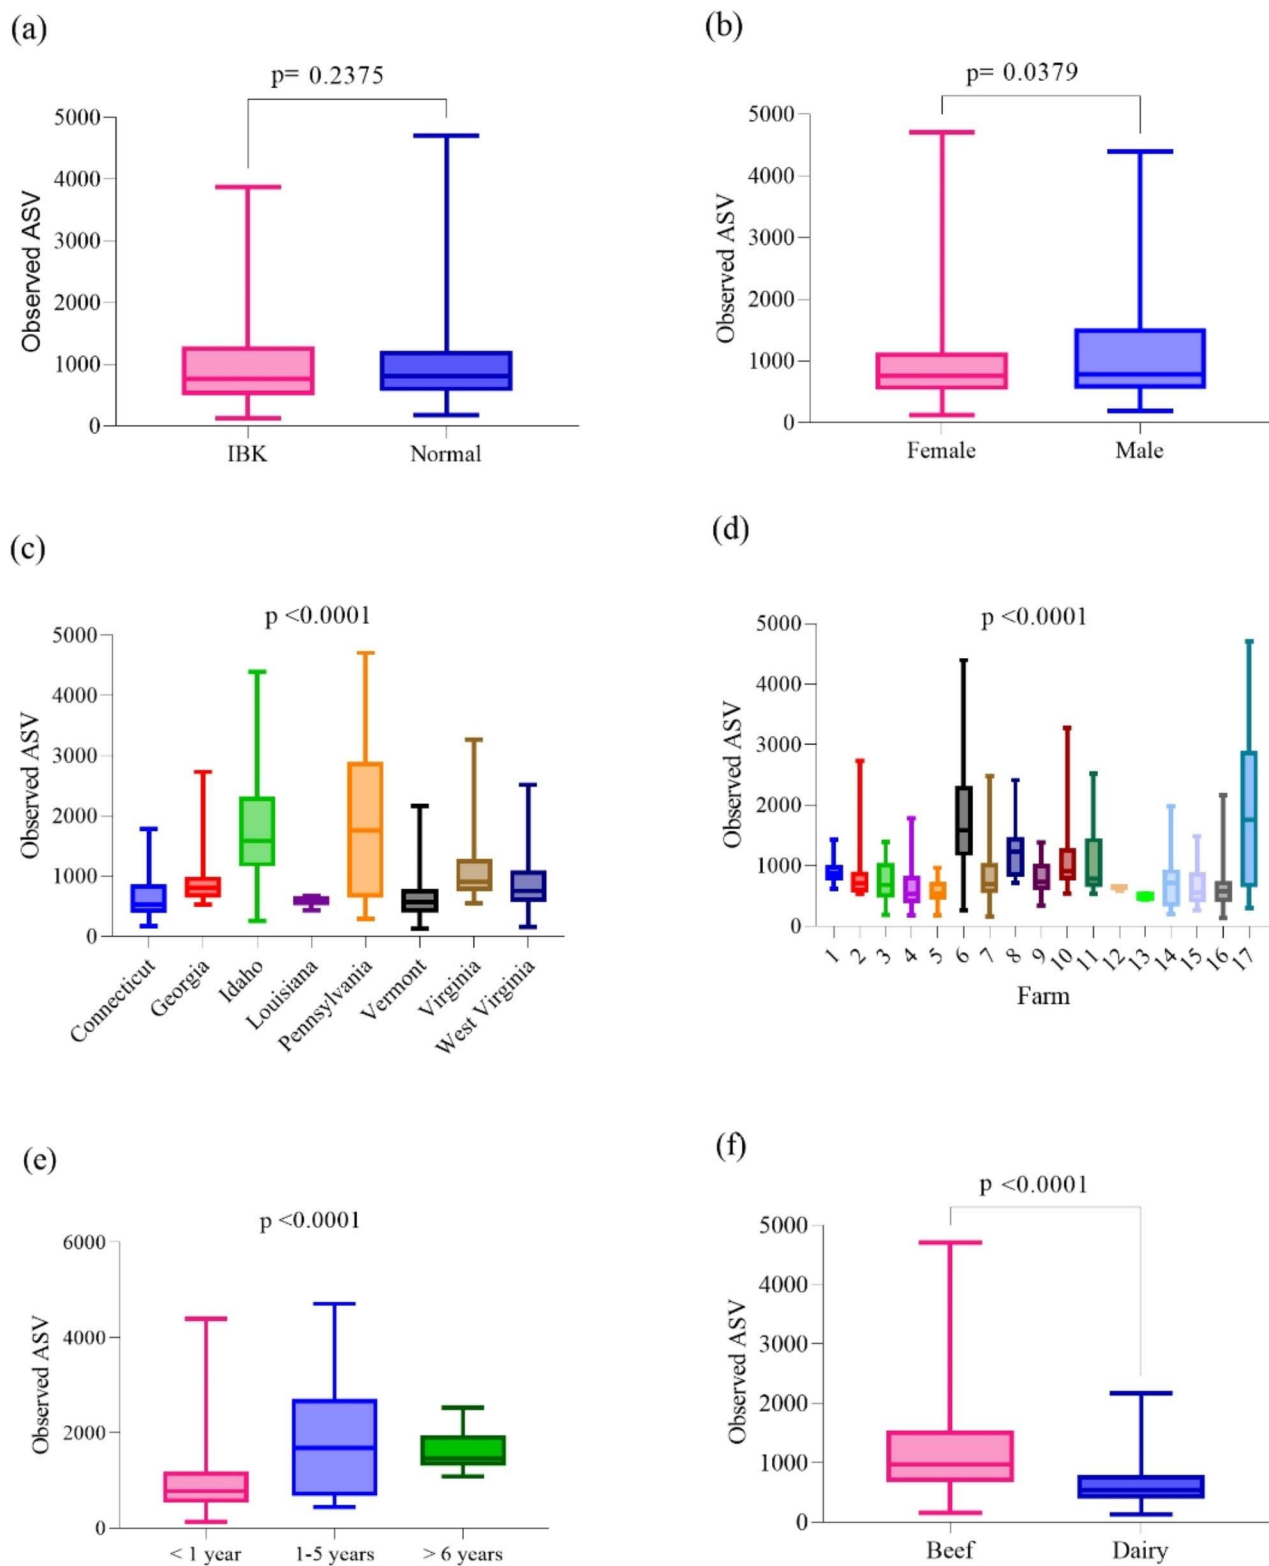 (a)
p= 0.2375
Observed ASV
5000
4000
3000
2000
1000
0
IBK
Normal
(b)
p= 0.0379
Observed ASV
5000
4000
3000
2000
1000
0
Female
Male
(c)
p <0.0001
Observed ASV
5000
4000
3000
2000
1000
0
Connecticut
Georgia
Idaho
Louisiana
Pennsylvania
Vermont
Virginia
West Virginia
(d)
p <0.0001
Observed ASV
5000
4000
3000
2000
1000
0
1
2
3
4
5
6
7
8
9
10
11
12
13
14
15
16
17
Farm
(e)
p <0.0001
Observed ASV
6000
4000
2000
0
< 1 year
1-5 years
> 6 years
(f)
p <0.0001
Observed ASV
5000
4000
3000
2000
1000
0
Beef
Dairy